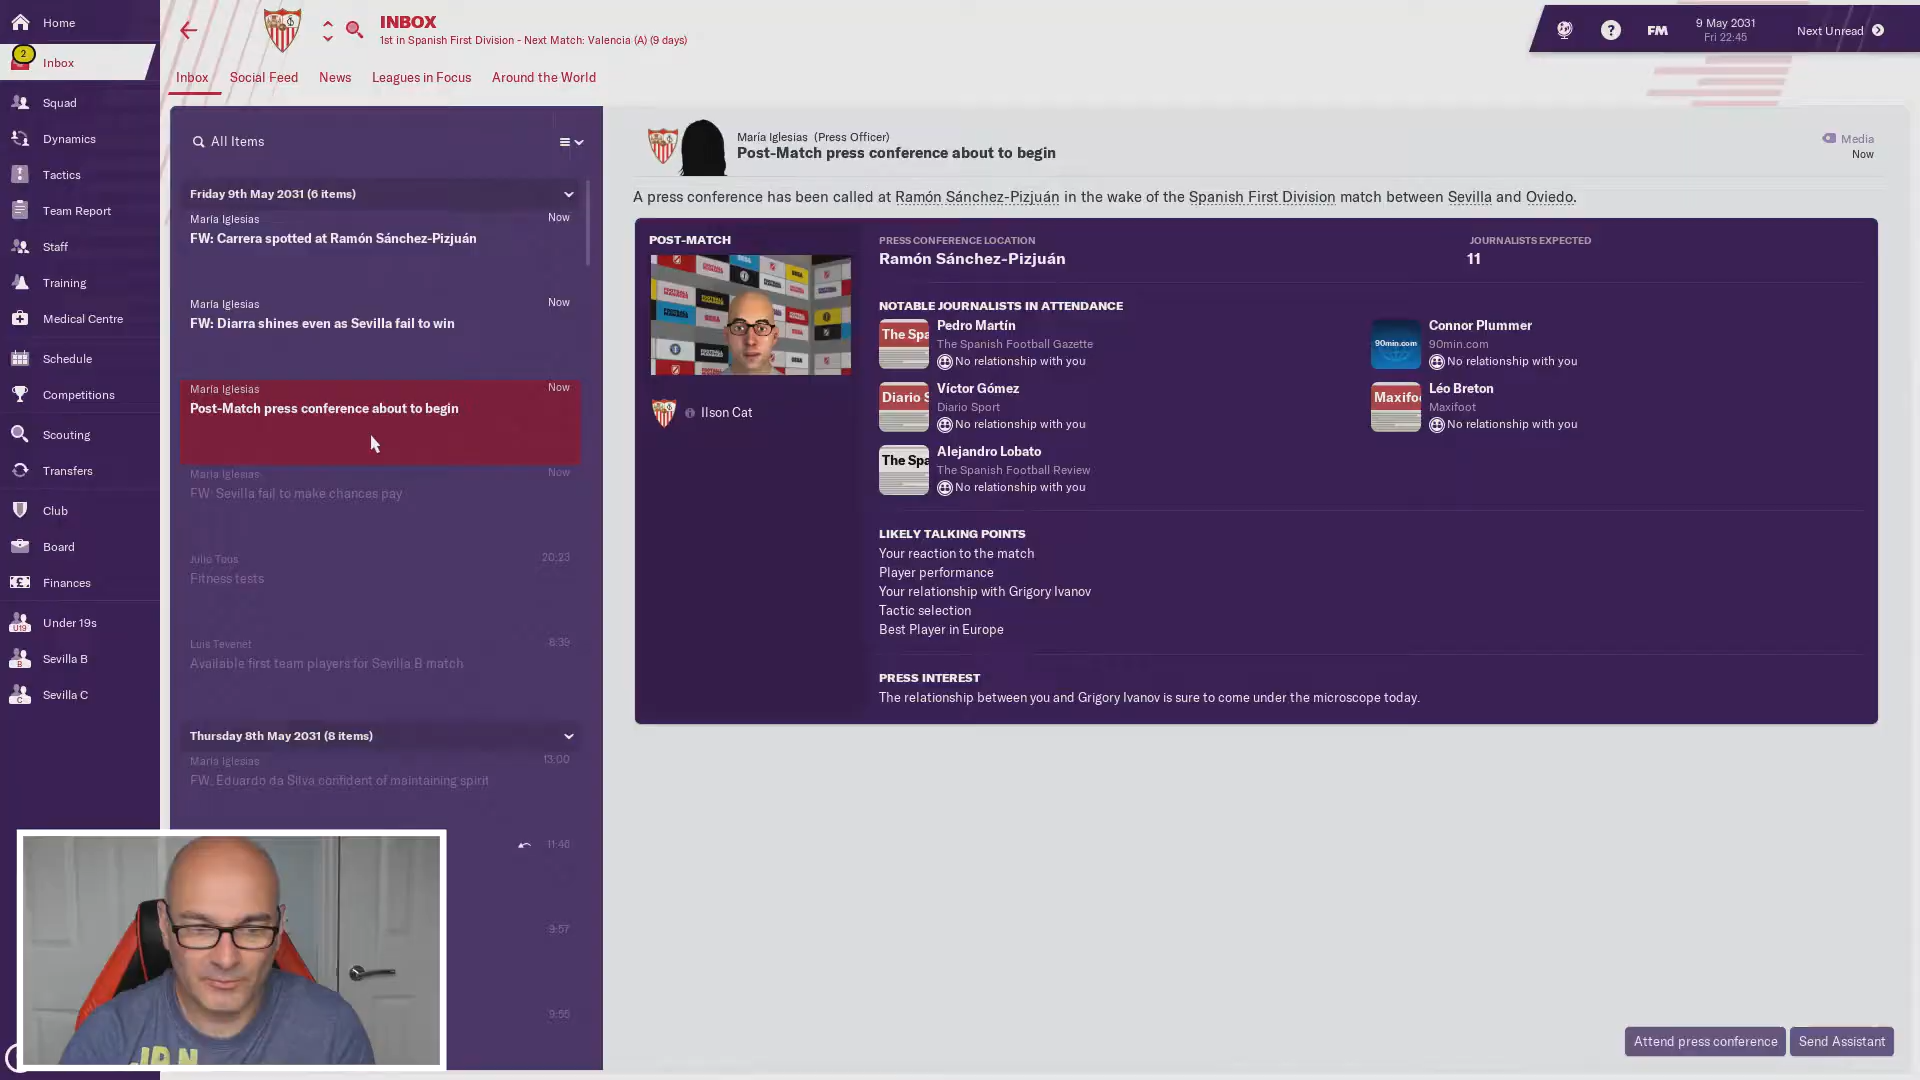 Home
2
Inbox
Squad
Dynamics
Tactics
Team Report
Staff
Training
Medical Centre
Schedule
Competitions
Scouting
Transfers
Club
Board
Finances
U19
Under 19s
B
Sevilla B
C
Sevilla C
INBOX
1st in Spanish First Division - Next Match: Valencia (A) (9 days)
FM
9 May 2031
Fri 22:45
Next Unread
Inbox
Social Feed
News
Leagues in Focus
Around the World
All Items
Friday 9th May 2031 (6 items)
María Iglesias
Now
FW: Carrera spotted at Ramón Sánchez-Pizjuán
María Iglesias
Now
FW: Diarra shines even as Sevilla fail to win
María Iglesias
Now
Post-Match press conference about to begin
María Iglesias
Now
FW: Sevilla fail to make chances pay
Julio Tous
20:23
Fitness tests
Luis Tevenet
8:39
Available first team players for Sevilla B match
Thursday 8th May 2031 (8 items)
María Iglesias
13:00
FW: Eduardo da Silva confident of maintaining spirit
11:46
9:57
9:55
María Iglesias (Press Officer)
Post-Match press conference about to begin
Media
Now
A press conference has been called at Ramón Sánchez-Pizjuán in the wake of the Spanish First Division match between Sevilla and Oviedo.
POST-MATCH
Ilson Cat
PRESS CONFERENCE LOCATION
Ramón Sánchez-Pizjuán
JOURNALISTS EXPECTED
11
NOTABLE JOURNALISTS IN ATTENDANCE
The Spa
Pedro Martín
The Spanish Football Gazette
No relationship with you
90min.com
Connor Plummer
90min.com
No relationship with you
Diario S
Víctor Gómez
Diario Sport
No relationship with you
Maxifoo
Léo Breton
Maxifoot
No relationship with you
The Spa
Alejandro Lobato
The Spanish Football Review
No relationship with you
LIKELY TALKING POINTS
Your reaction to the match
Player performance
Your relationship with Grigory Ivanov
Tactic selection
Best Player in Europe
PRESS INTEREST
The relationship between you and Grigory Ivanov is sure to come under the microscope today.
Attend press conference
Send Assistant